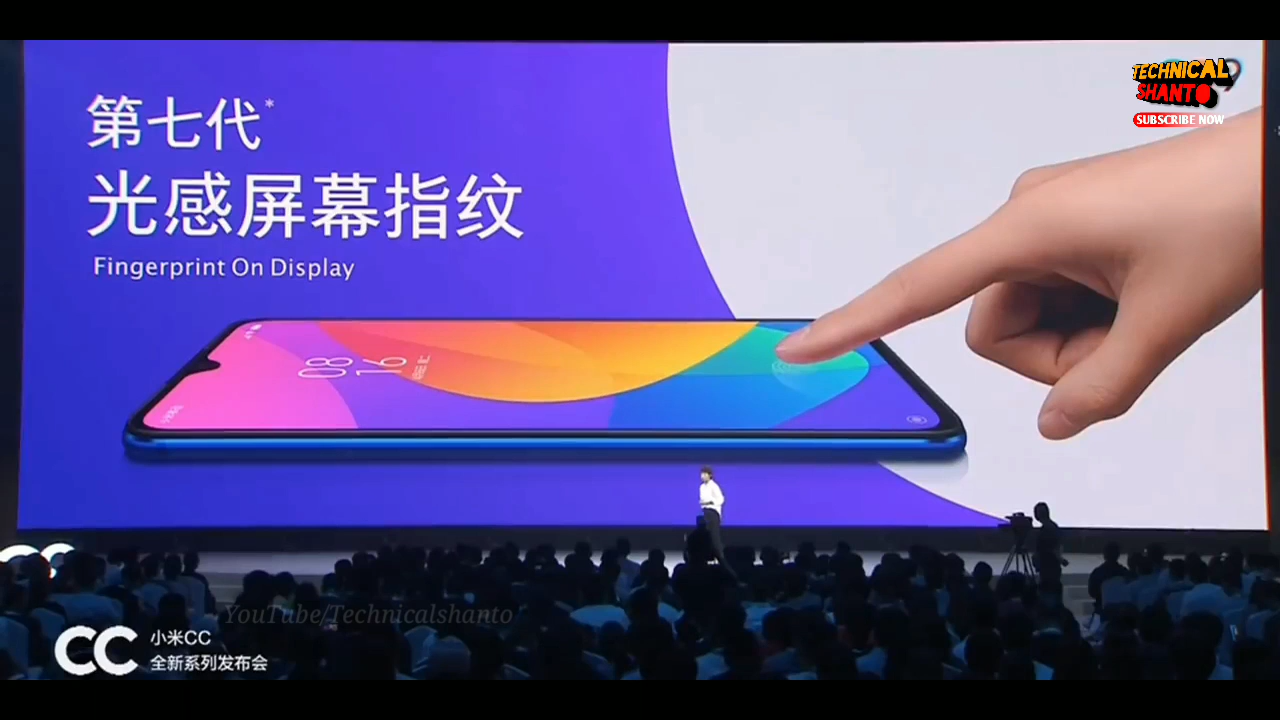 第七代*
光感屏幕指纹
Fingerprint On Display
TECHNICAL
SHANTO
SUBSCRIBE NOW
9
08
16
YouTube/Technicalshanto
CC
小米CC
全新系列发布会